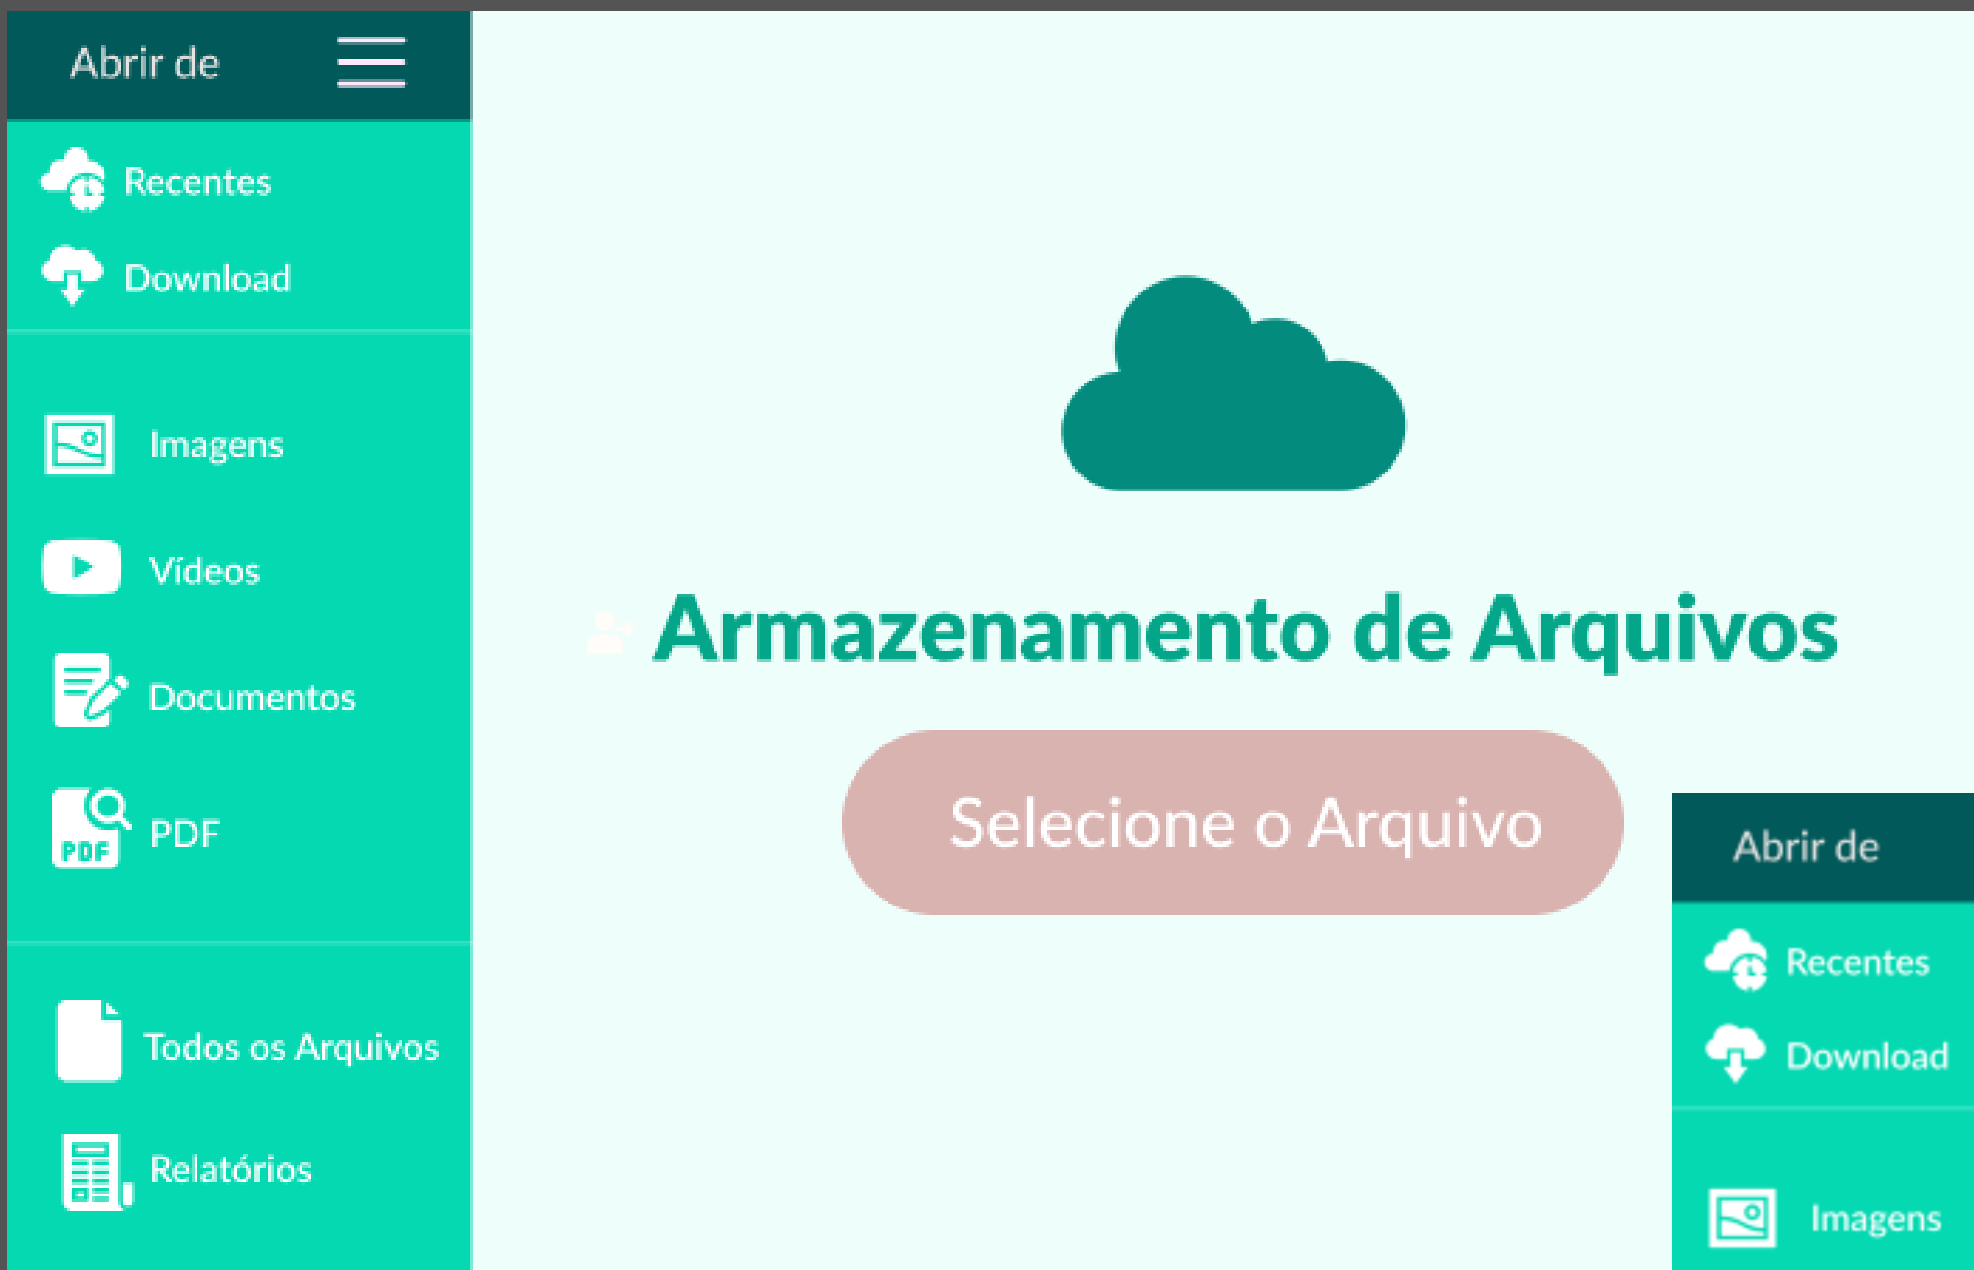 Abrir de
Recentes
Download
Imagens
Vídeos
Documentos
PDF
PDF
Todos os Arquivos
Relatórios
Armazenamento de Arquivos
Selecione o Arquivo
Abrir de
Recentes
Download
Imagens